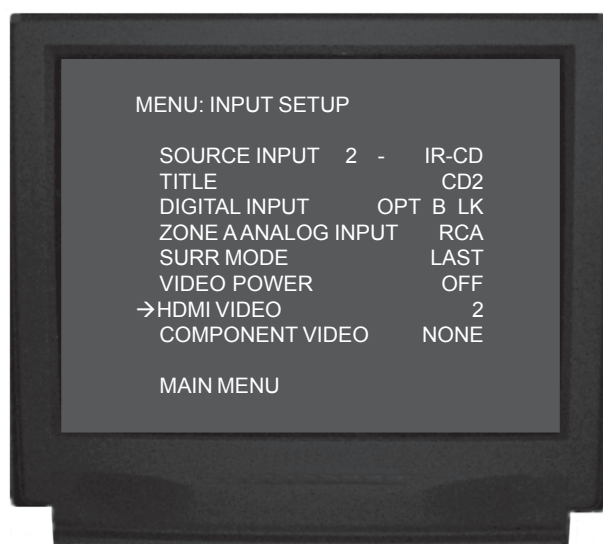 MENU: INPUT SETUP
SOURCE INPUT 2 - IR-CD
TITLE CD2
DIGITAL INPUT OPT B LK
ZONE A ANALOG INPUT RCA
SURR MODE LAST
VIDEO POWER OFF
→HDMI VIDEO 2
COMPONENT VIDEO NONE
MAIN MENU